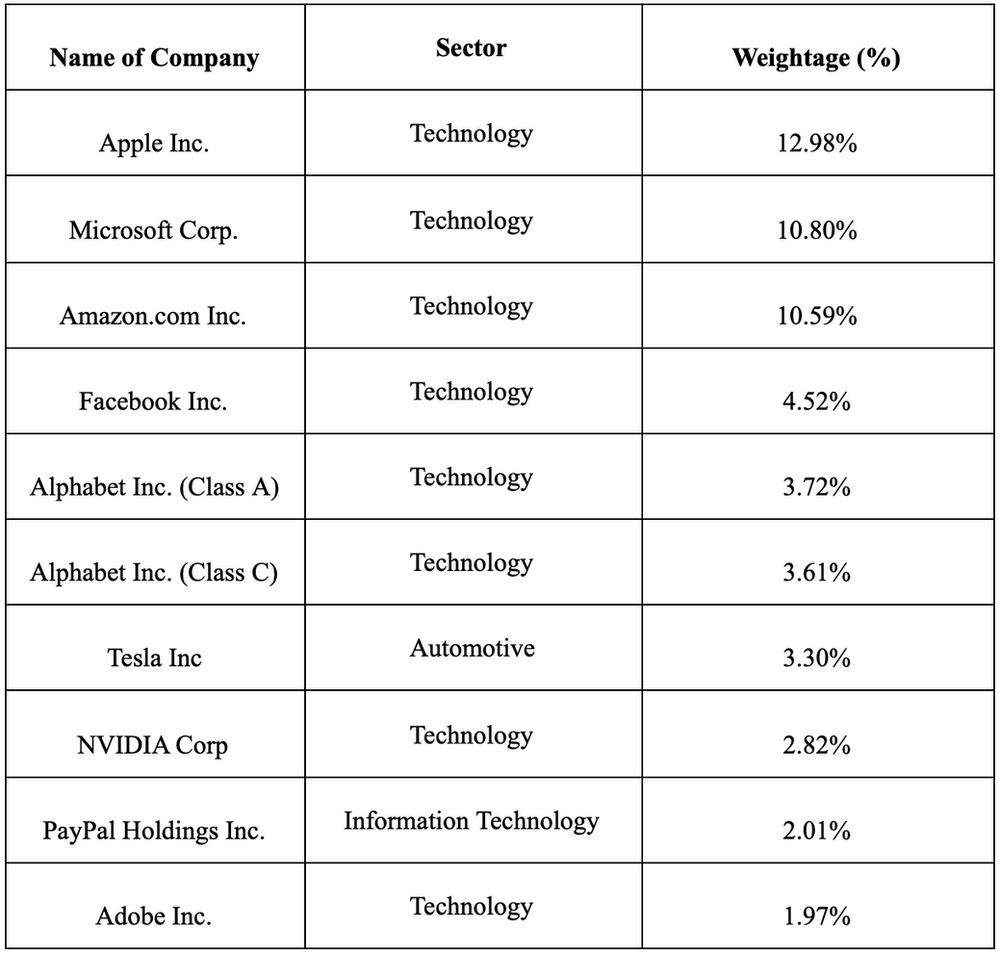 Name of Company Sector Weightage (%)
Apple Inc. Technology 12.98%
Microsoft Corp. Technology 10.80%
Amazon.com Inc. Technology 10.59%
Facebook Inc. Technology 4.52%
Alphabet Inc. (Class A) Technology 3.72%
Alphabet Inc. (Class C) Technology 3.61%
Tesla Inc Automotive 3.30%
NVIDIA Corp Technology 2.82%
PayPal Holdings Inc. Information Technology 2.01%
Adobe Inc. Technology 1.97%